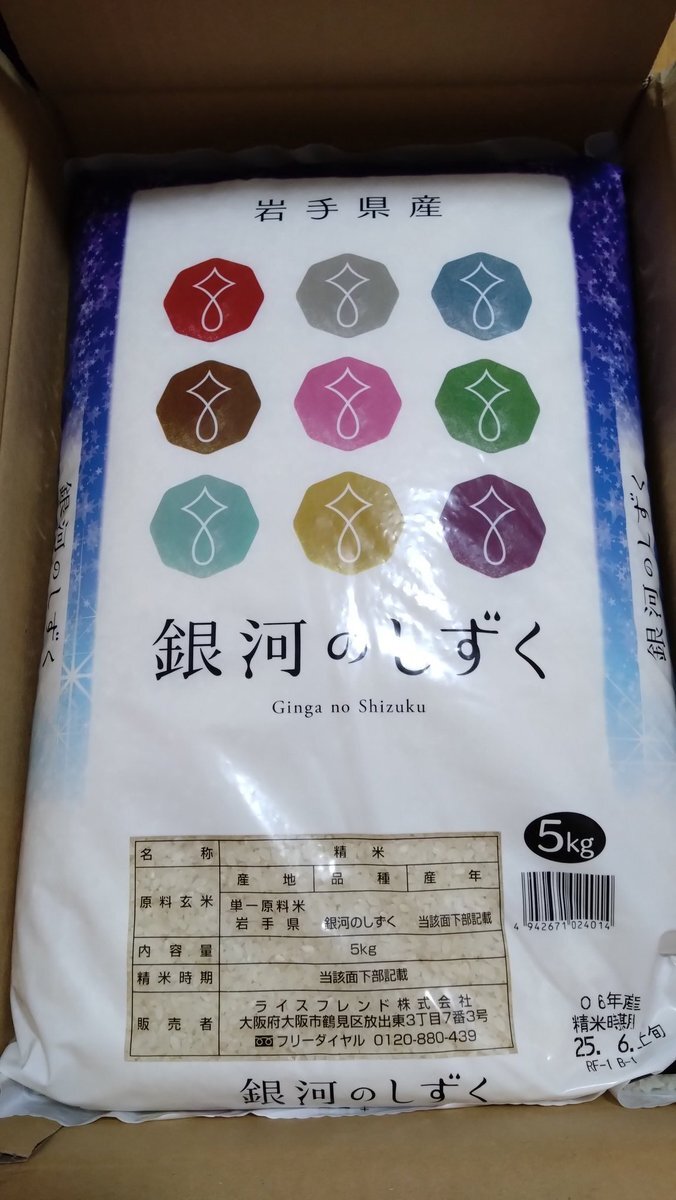 岩手県産
銀河のしずく
Ginga no Shizuku
銀河のしずく
銀河のしずく
5kg
名称 精米
原料玄米 産地 品種 産年
単一原料米
岩手県 銀河のしずく 当該面下部記載
内容量 5kg
精米時期 当該面下部記載
販売者 ライスフレンド株式会社
大阪府大阪市鶴見区放出東3丁目7番3号
フリーダイヤル 0120-880-439
4 942671 024014
06年産
精米時期
25. 6.上旬
RF-1 B-1
銀河のしずく